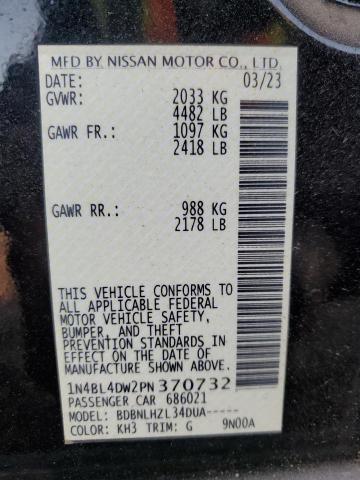 MFD BY NISSAN MOTOR CO., LTD.
DATE: 03/23
GVWR: 2033 KG
4482 LB
GAWR FR.: 1097 KG
2418 LB
GAWR RR.: 988 KG
2178 LB
THIS VEHICLE CONFORMS TO
ALL APPLICABLE FEDERAL
MOTOR VEHICLE SAFETY,
BUMPER, AND THEFT
PREVENTION STANDARDS IN
EFFECT ON THE DATE OF
MANUFACTURE SHOWN ABOVE.
1N4BL4DW2PN370732
PASSENGER CAR 686021
MODEL: BDBNLHZL34DUA-----
COLOR: KH3 TRIM: G 9N00A